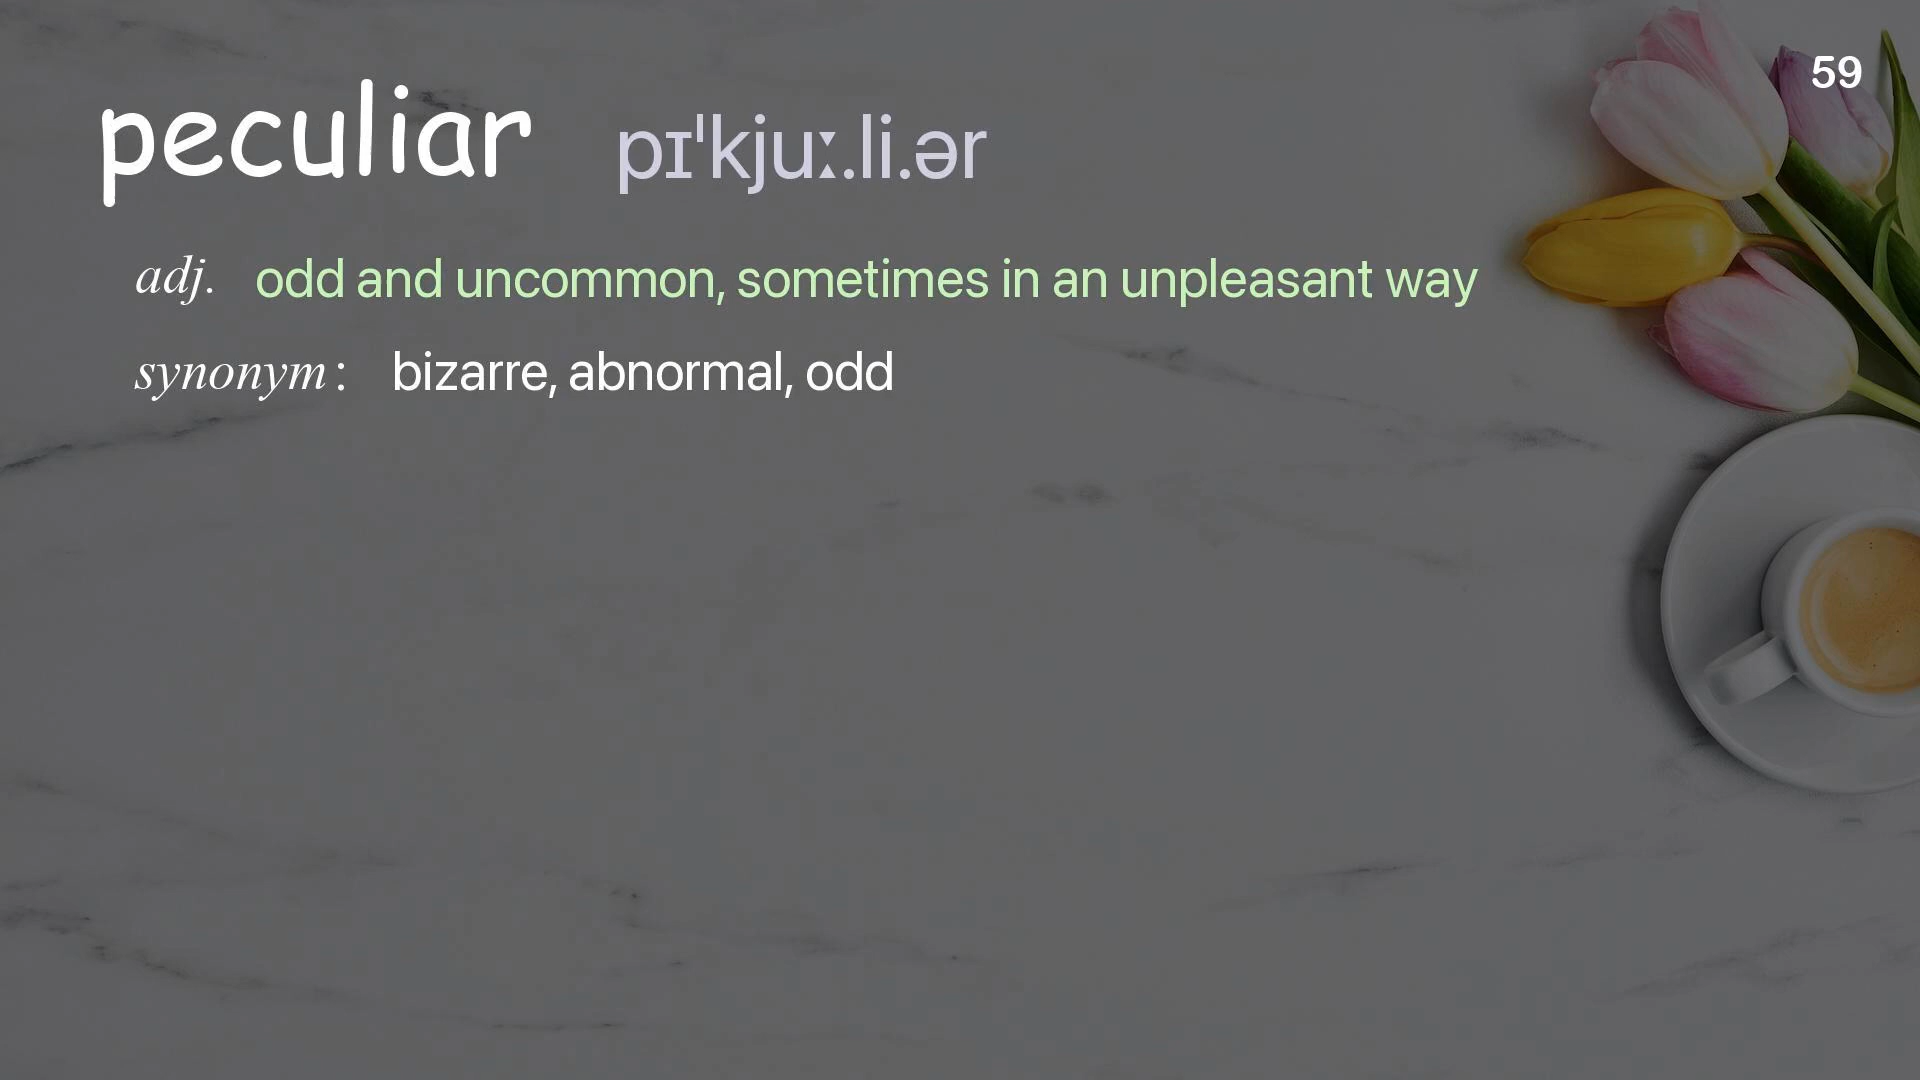 59
peculiar pɪˈkjuː.li.ər
adj. odd and uncommon, sometimes in an unpleasant way
synonym: bizarre, abnormal, odd